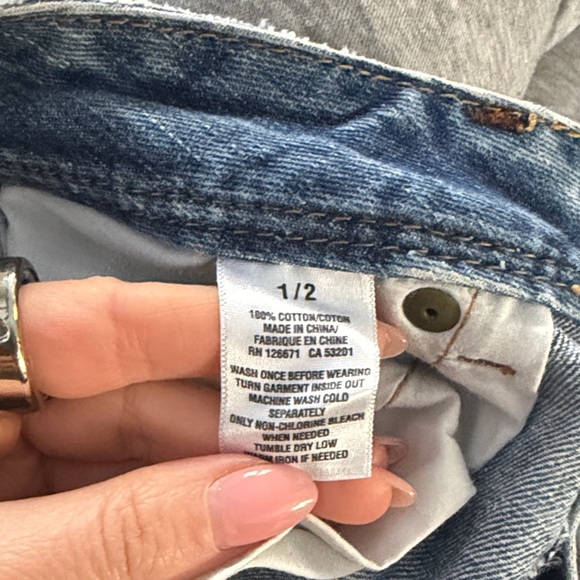 1/2
100% COTTON/COTON
MADE IN CHINA/
FABRIQUE EN CHINE
RN 126671 CA 53201
WASH ONCE BEFORE WEARING
TURN GARMENT INSIDE OUT
MACHINE WASH COLD
SEPARATELY
ONLY NON-CHLORINE BLEACH
WHEN NEEDED
TUMBLE DRY LOW
WARM IRON IF NEEDED